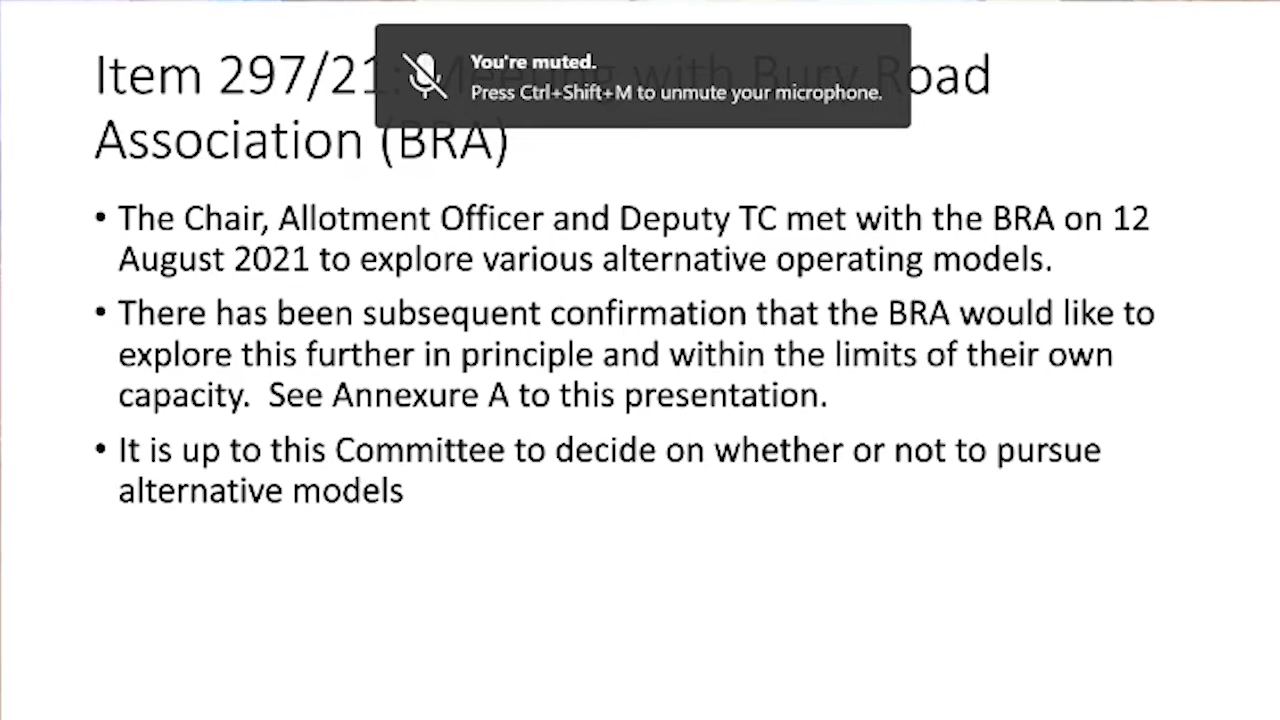 Item 297/21: Meeting with Bury Road
Association (BRA)
You're muted.
Press Ctrl+Shift+M to unmute your microphone.
• The Chair, Allotment Officer and Deputy TC met with the BRA on 12
August 2021 to explore various alternative operating models.
• There has been subsequent confirmation that the BRA would like to
explore this further in principle and within the limits of their own
capacity.  See Annexure A to this presentation.
• It is up to this Committee to decide on whether or not to pursue
alternative models